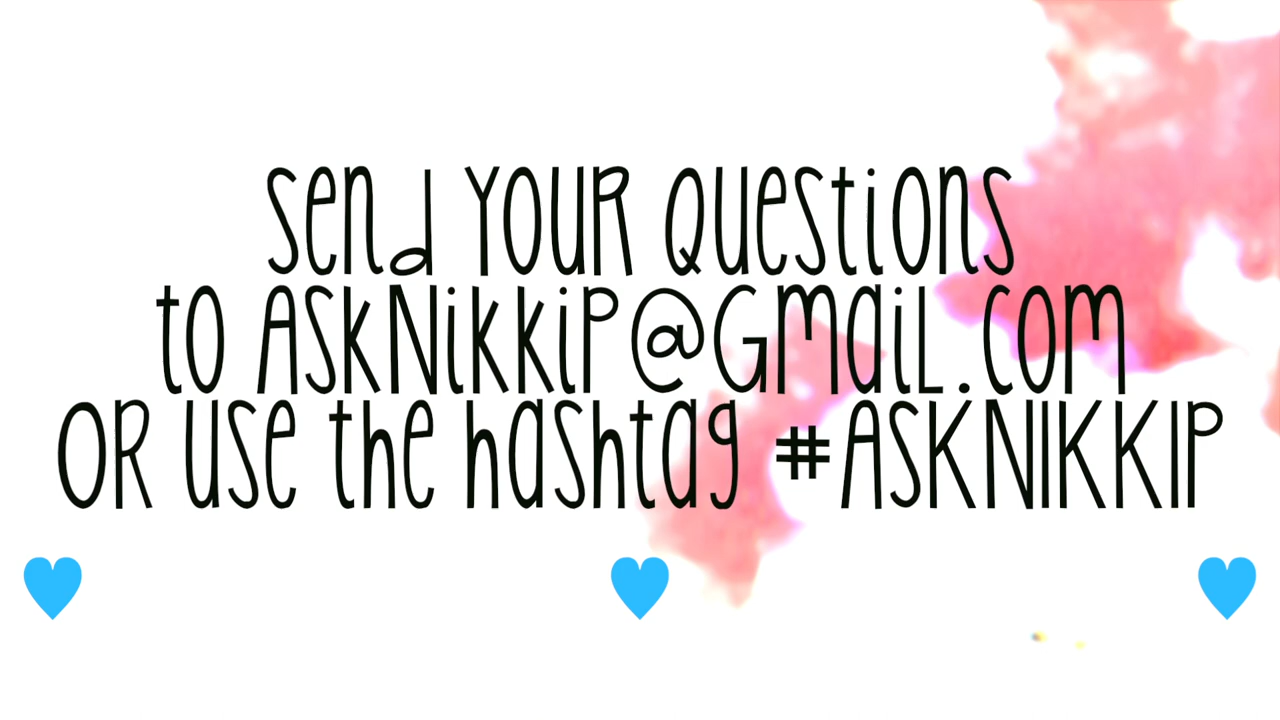 send YOUR Questions
to AskNikkiP@Gmail.com
OR use the hashtag #ASKNIKKIP